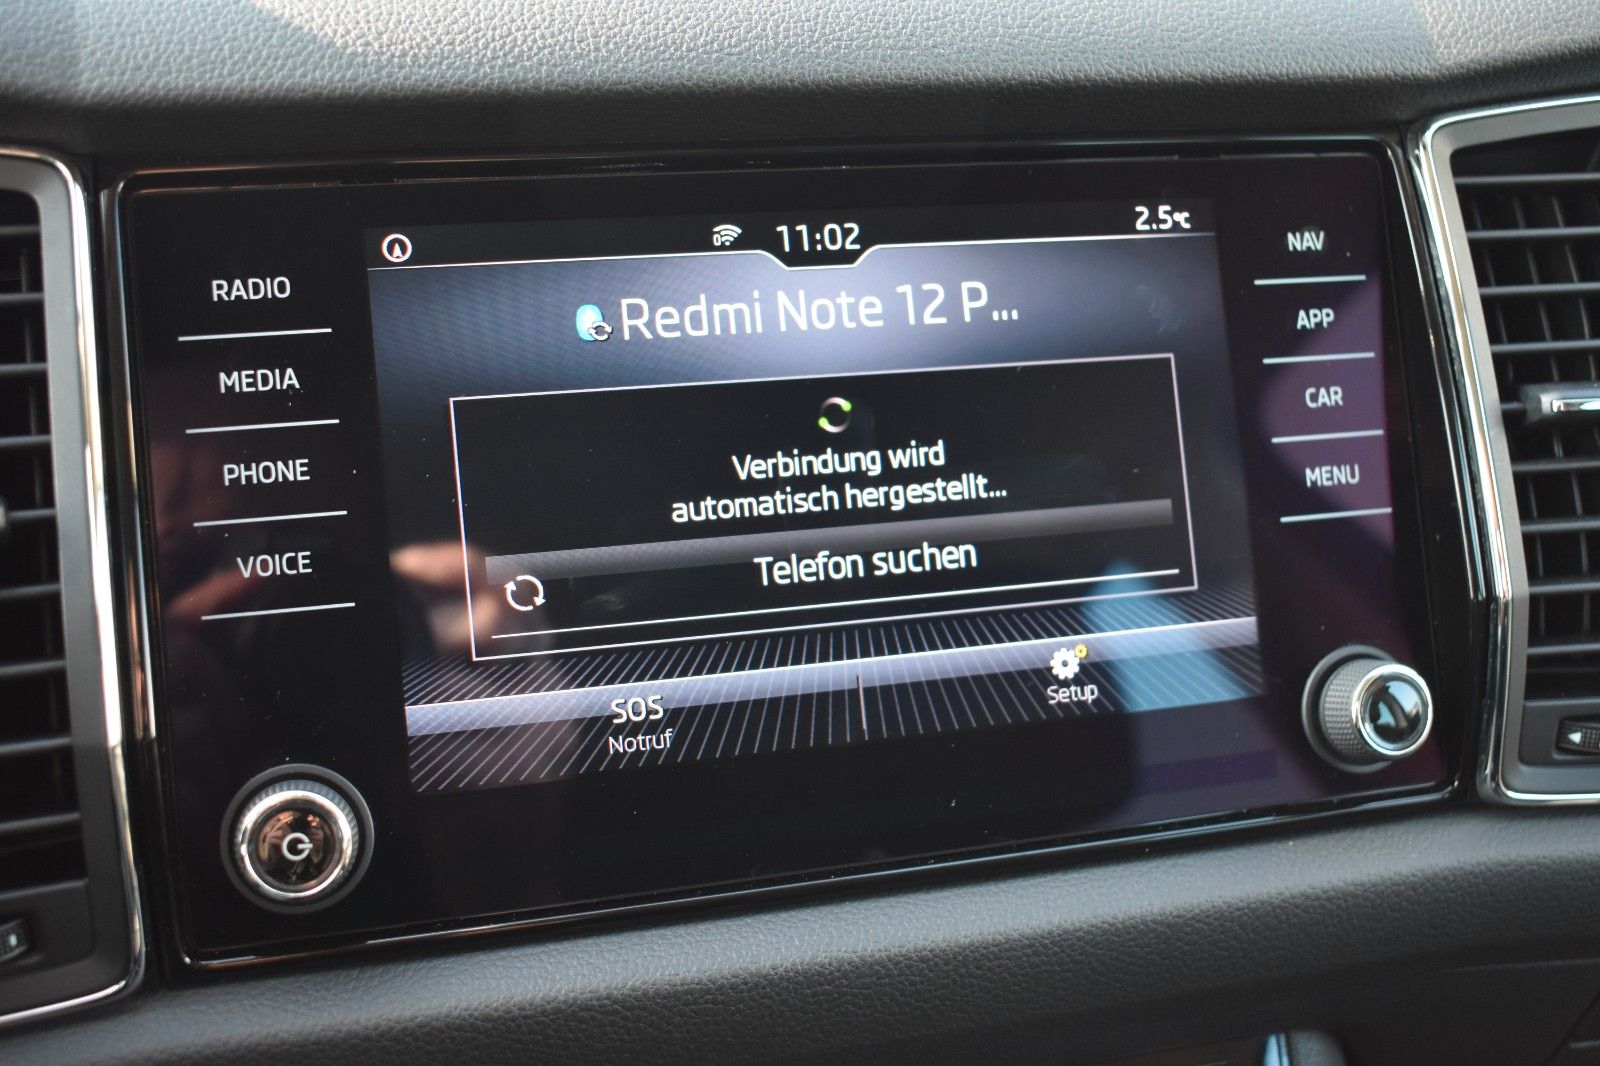 11:02
2.5°C
RADIO
MEDIA
PHONE
VOICE
Redmi Note 12 P...
Verbindung wird
automatisch hergestellt...
Telefon suchen
SOS
Notruf
Setup
NAV
APP
CAR
MENU